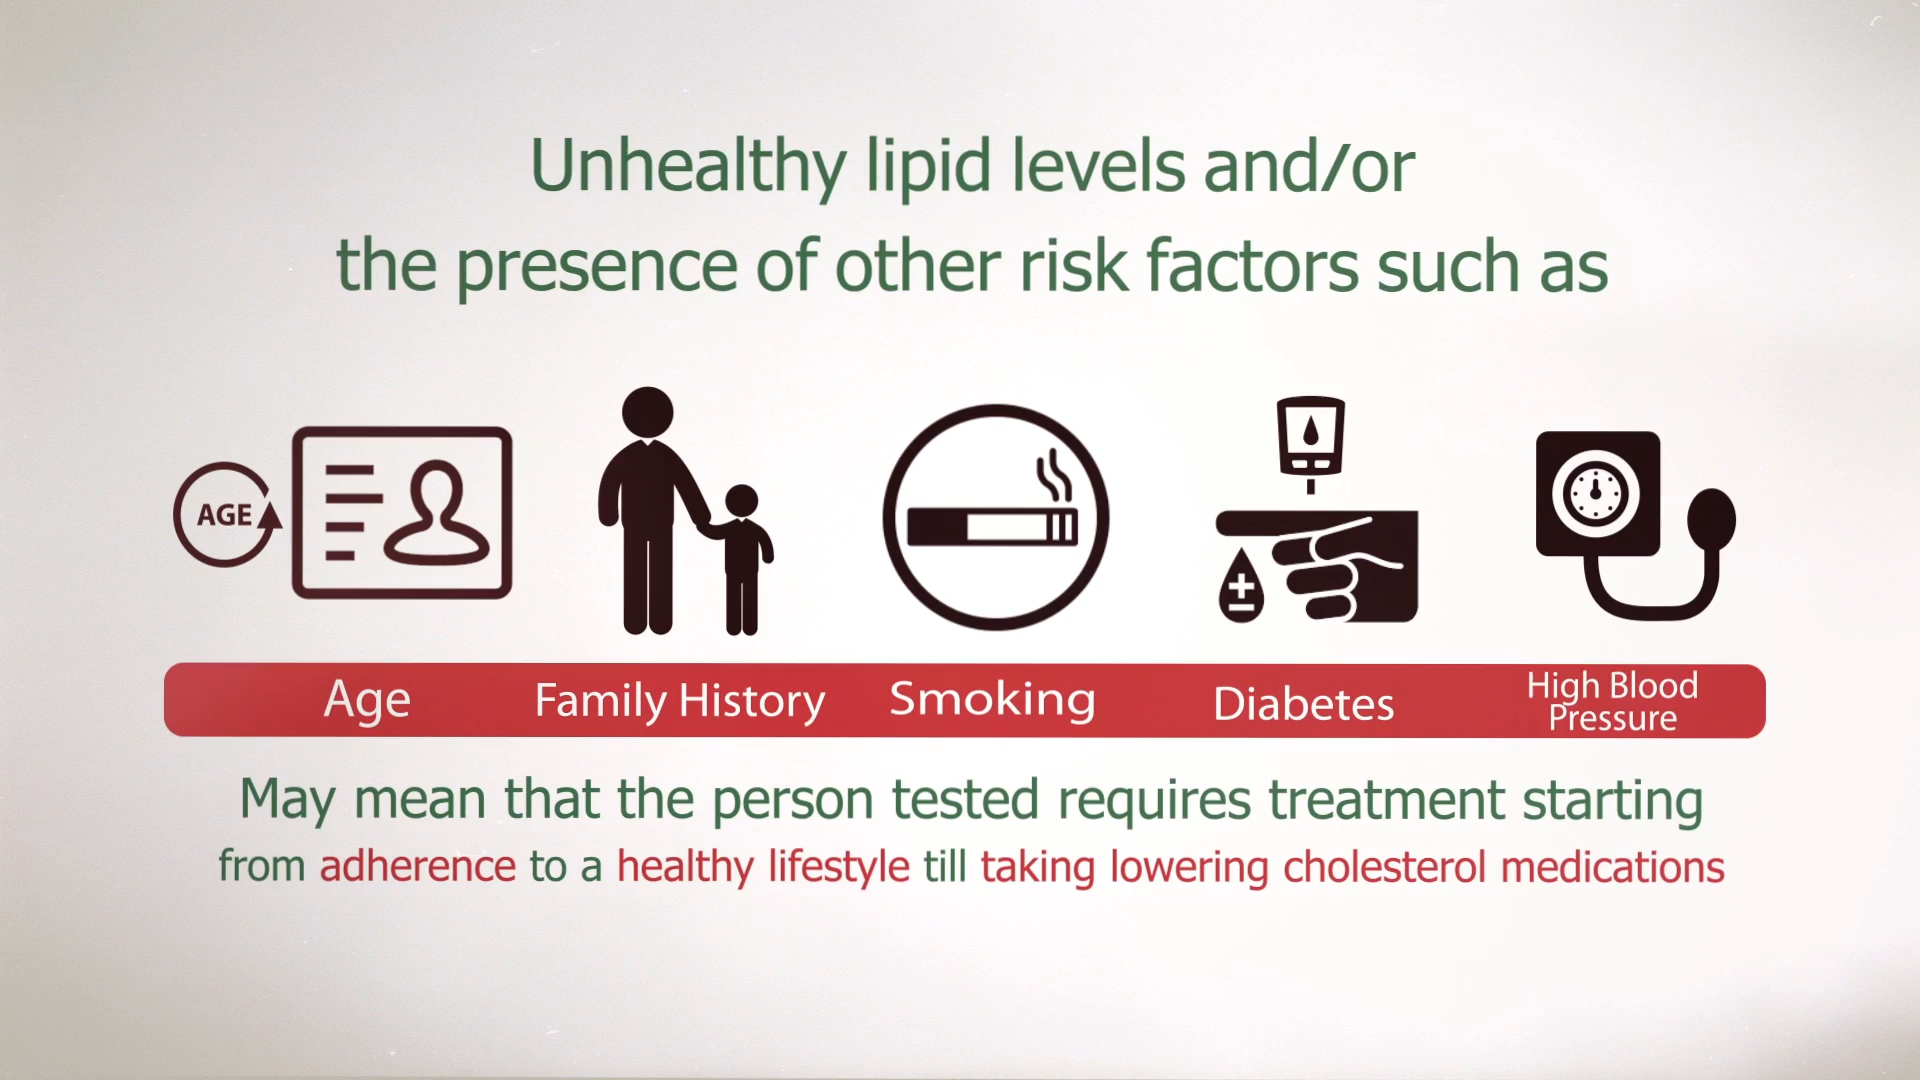 Unhealthy lipid levels and/or
the presence of other risk factors such as
AGE
Age
Family History
Smoking
Diabetes
High Blood
Pressure
May mean that the person tested requires treatment starting
from adherence to a healthy lifestyle till taking lowering cholesterol medications